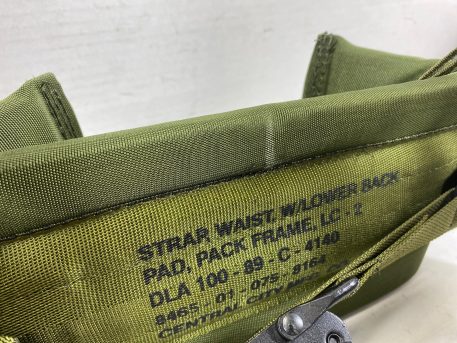 STRAP, WAIST, W/LOWER BACK
PAD, PACK FRAME, LC - 2
DLA 100 - 89 - C - 4140
8465 - 01 - 075 - 8164
CENTRAL CITY MFG.